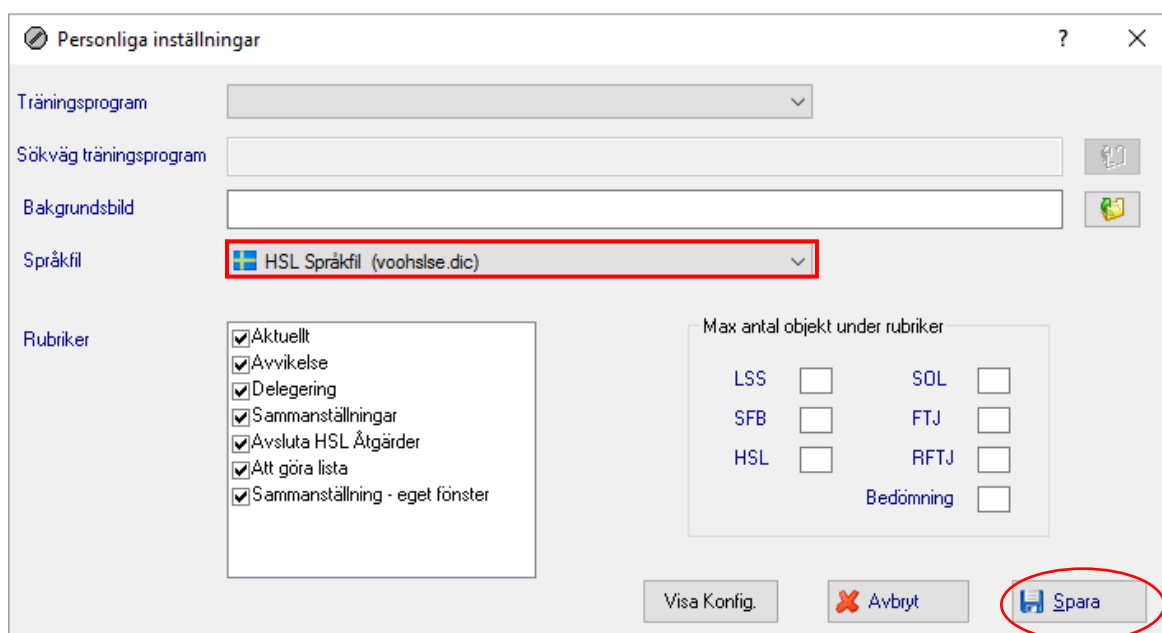 Personliga inställningar ?
Träningsprogram
Sökväg träningsprogram
Bakgrundsbild
Språkfil HSL Språkfil (voohslse.dic)
Rubriker
Aktuellt
Avvikelse
Delegering
Sammanställningar
Avsluta HSL Åtgärder
Att göra lista
Sammanställning - eget fönster
Max antal objekt under rubriker
LSS SOL
SFB FTJ
HSL RFTJ
Bedömning
Visa Konfig. Avbryt Spara